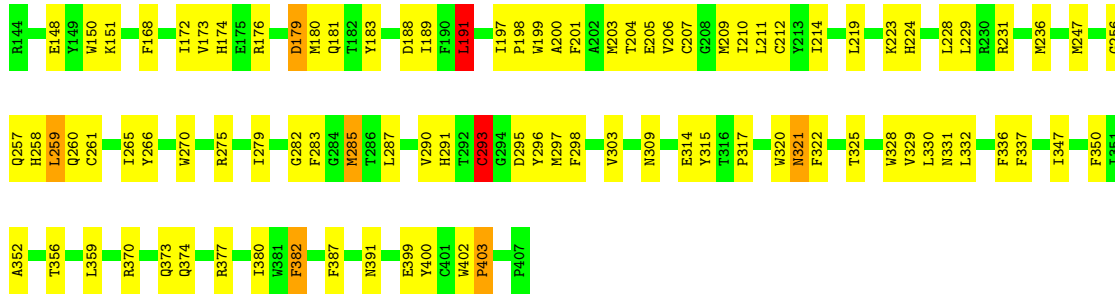 R144 E148 Y149 W150 K151 F168 I172 V173 H174 E175 R176 D179 M180 Q181 T182 Y183 D188 I189 F190 L191 I197 P198 W199 A200 F201 A202 M203 T204 E205 V206 C207 G208 M209 I210 L211 C212 Y213 I214 L219 K223 H224 L228 L229 R230 R231 M236 M247
Q257 H258 L259 Q260 C261 I265 Y266 W270 R275 I279 G282 F283 G284 M285 T286 L287 V290 H291 T292 C293 G294 D295 Y296 M297 F298 V303 N309 E314 Y315 T316 P317 W320 N321 F322 T325 W328 V329 L330 N331 L332 F336 F337 I347 F350
A352 T356 L359 R370 Q373 Q374 R377 I380 W381 F382 F387 N391 E399 Y400 C401 W402 P403 P407